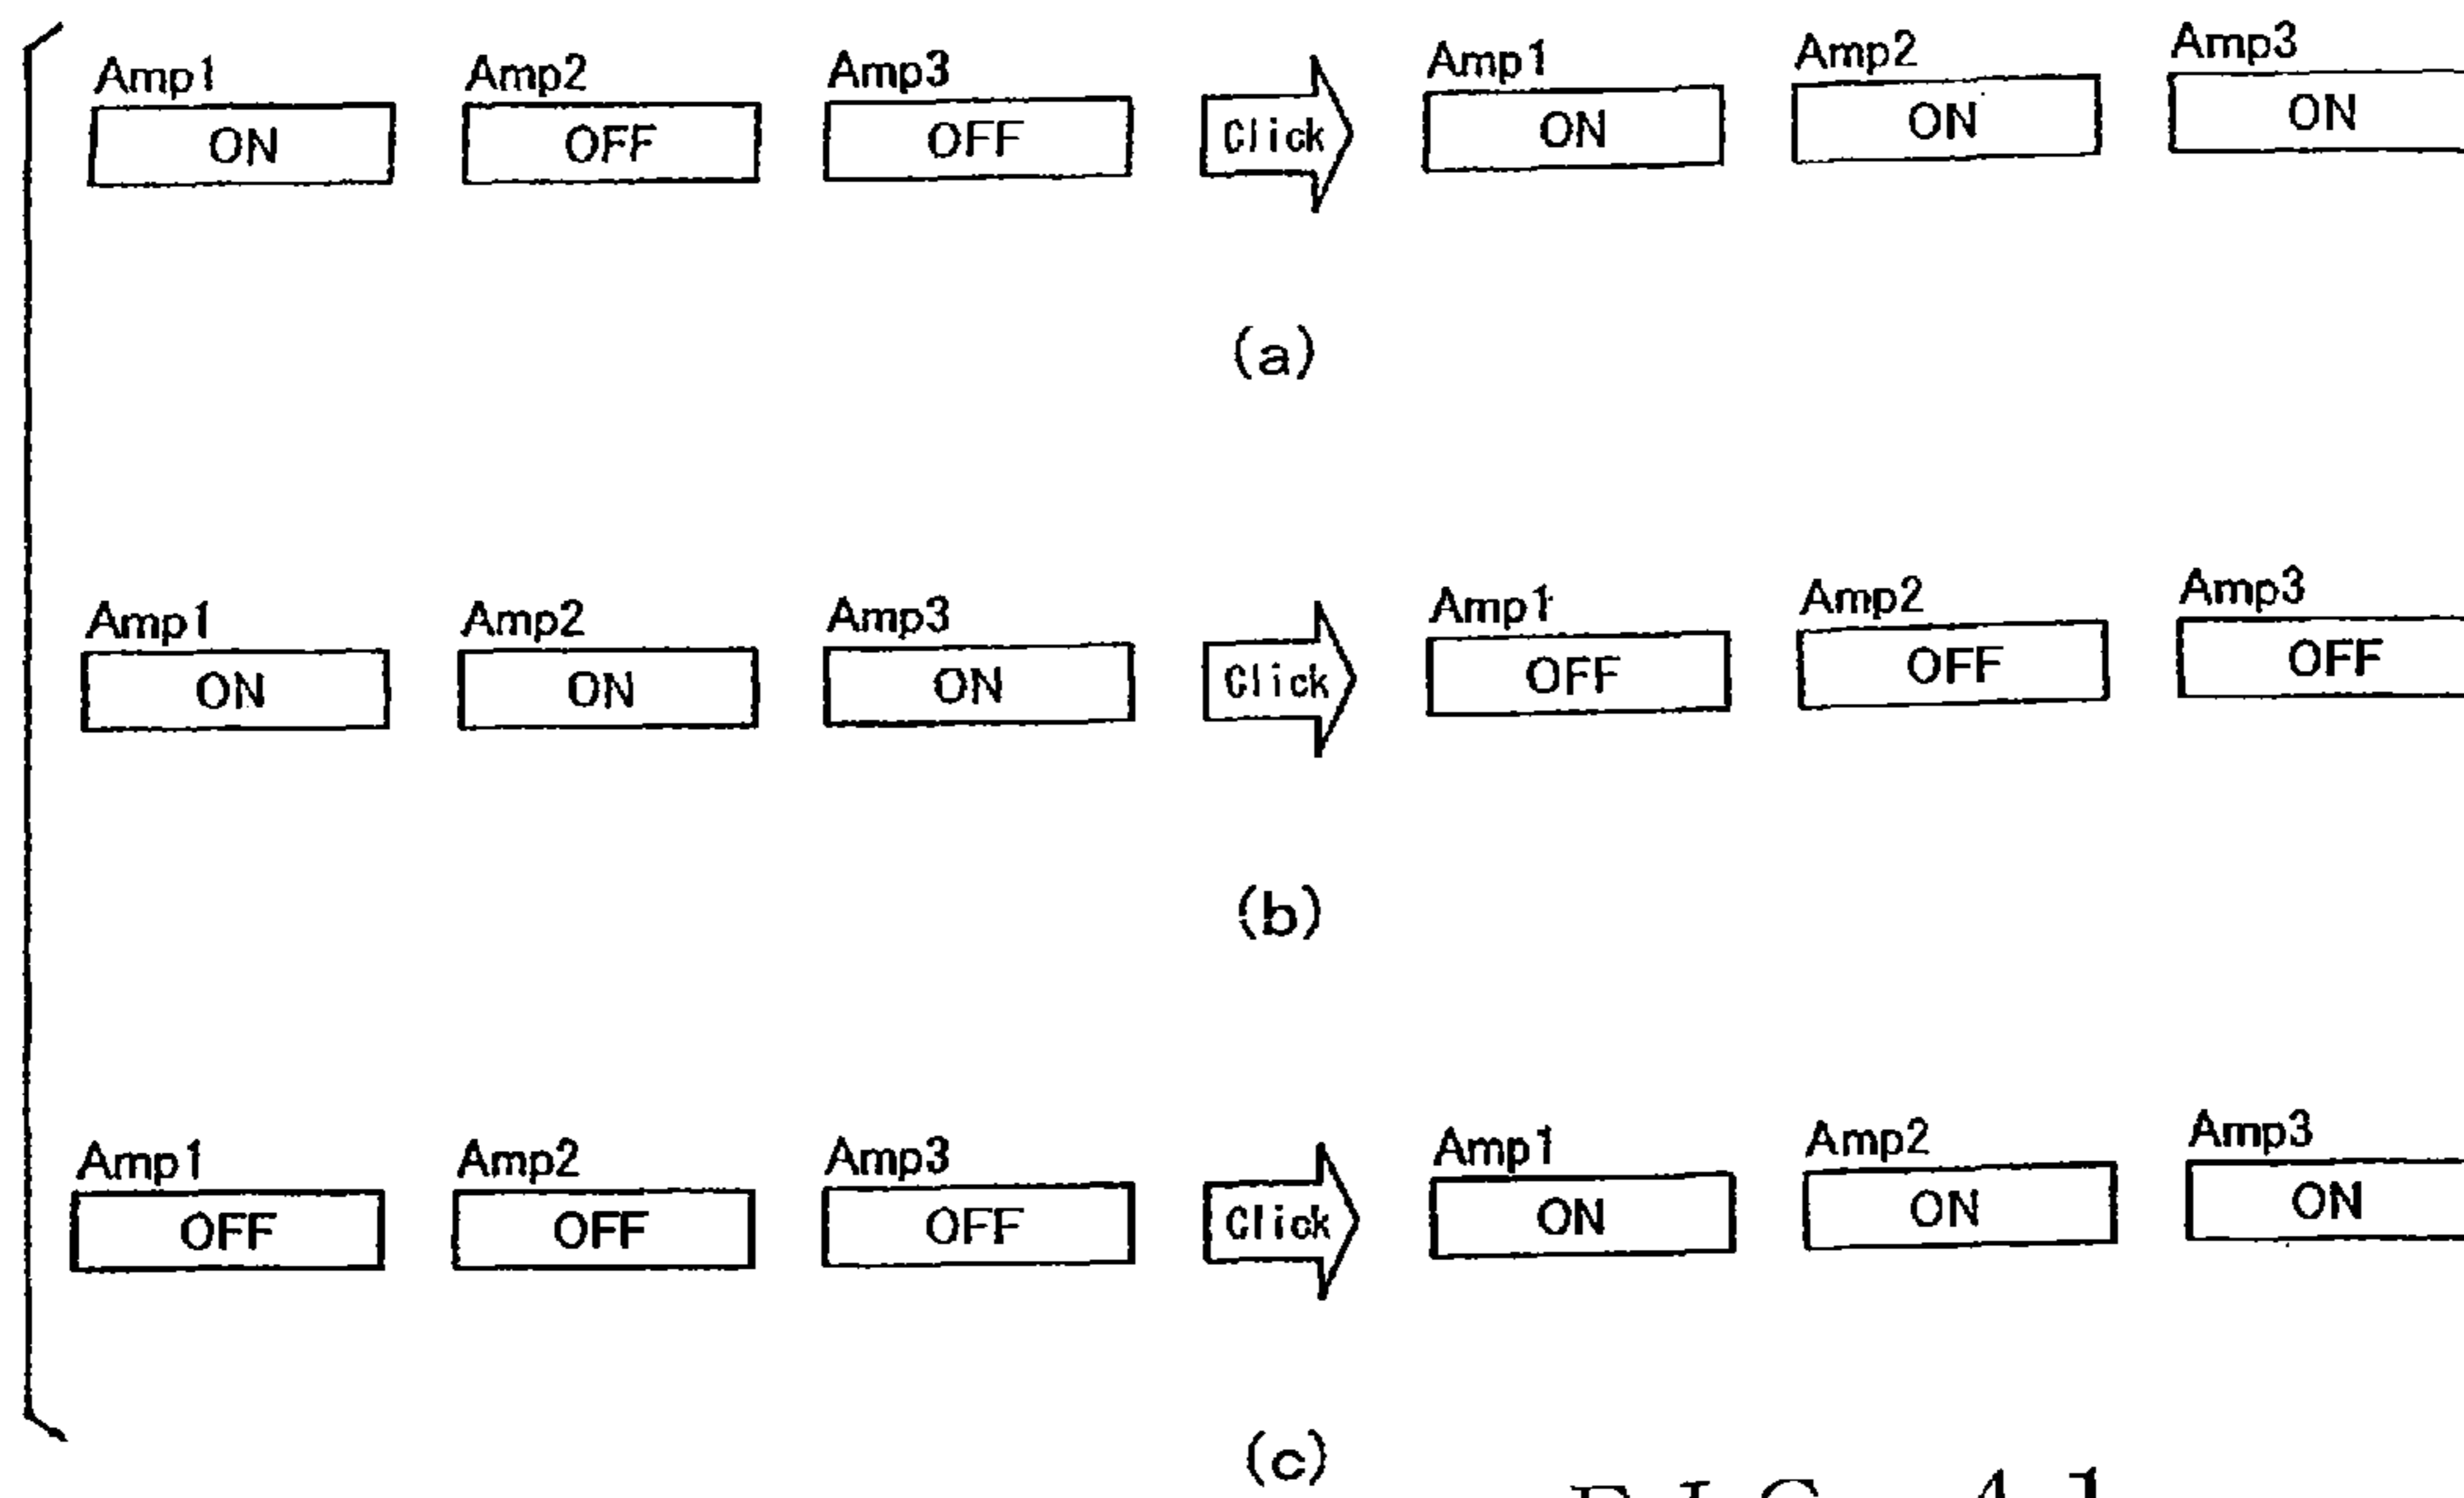 Amp1 Amp2 Amp3 Amp1 Amp2 Amp3
ON OFF OFF Click ON ON ON
(a)
Amp1 Amp2 Amp3 Amp1 Amp2 Amp3
ON ON ON Click OFF OFF OFF
(b)
Amp1 Amp2 Amp3 Amp1 Amp2 Amp3
OFF OFF OFF Click ON ON ON
(c)